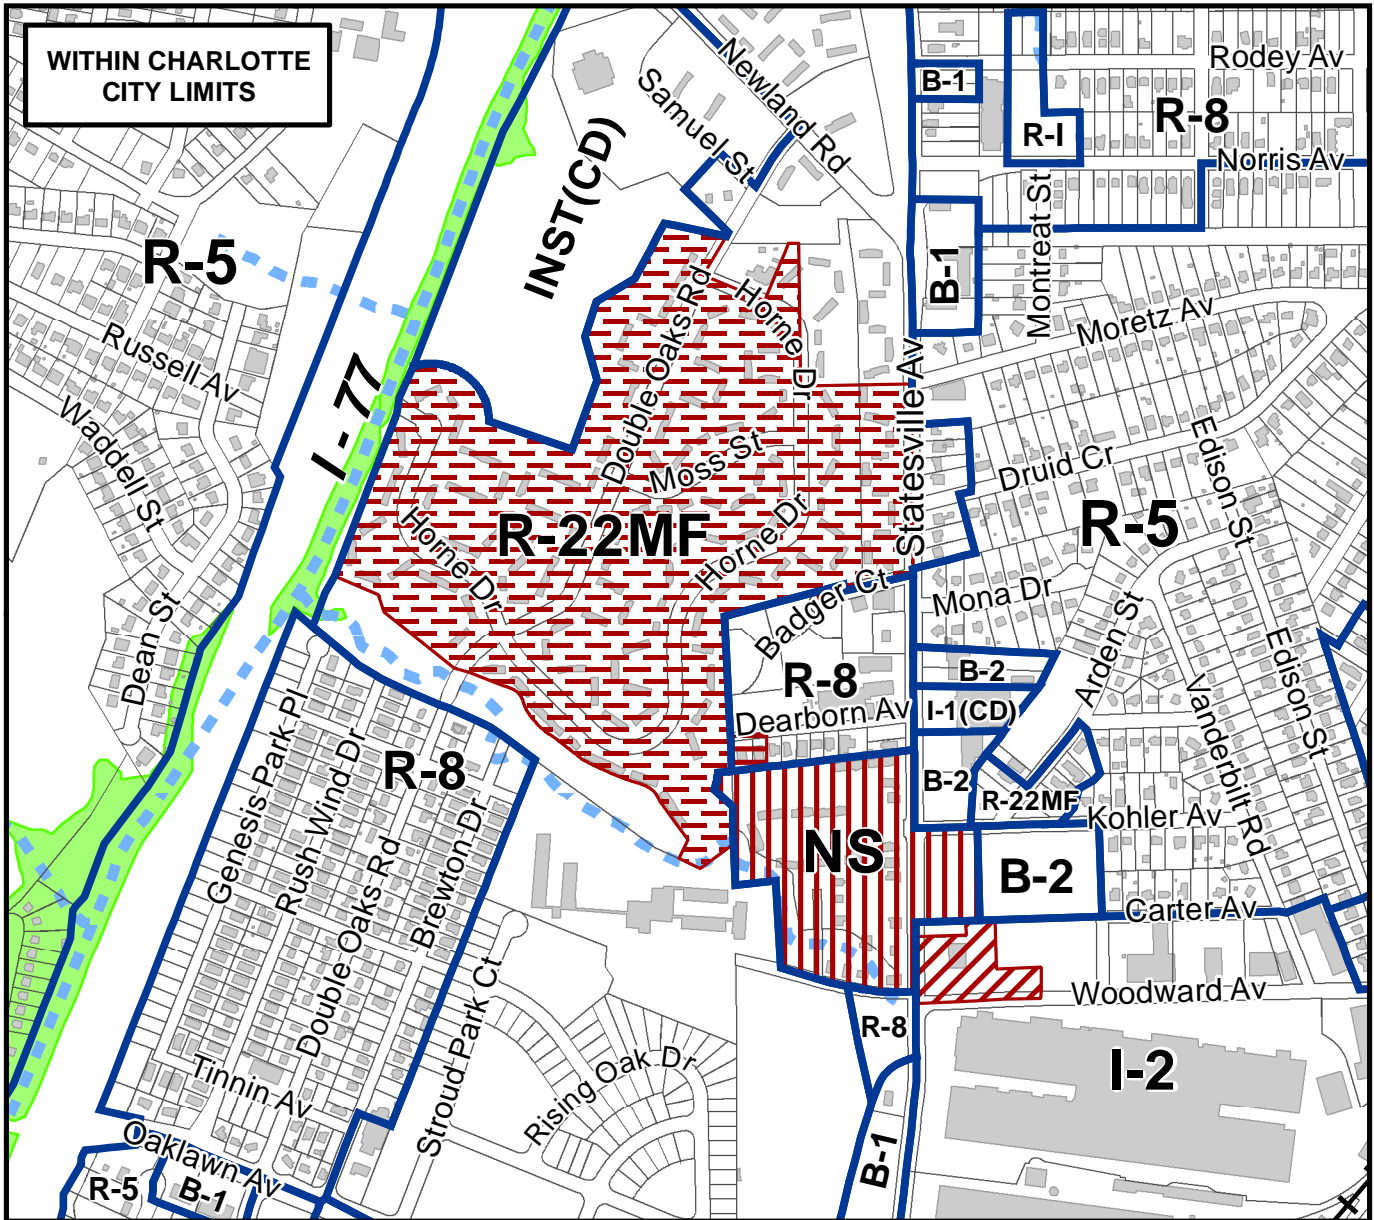 WITHIN CHARLOTTE
CITY LIMITS
Newland Rd
Samuel St
B-1
R-I
Rodey Av
R-8
Norris Av
INST(CD)
R-5
B-1
Montreat St
Moretz Av
Russell Av
Waddell St
I - 77
Double Oaks Rd
Horne Dr
Moss St
Statesville Av
Druid Cr
Edison St
R-5
R-22MF
Horne Dr
Horne Dr
Badger Ct
Mona Dr
Arden St
Edison St
Dean St
R-8
B-2
I-1(CD)
Dearborn Av
Vanderbilt Rd
Genesis Park Pl
Rush Wind Dr
R-8
Double Oaks Rd
Brewton Dr
B-2
R-22MF
Kohler Av
NS
B-2
Carter Av
Woodward Av
Stroud Park Ct
R-8
I-2
Rising Oak Dr
Tinnin Av
Oaklawn Av
R-5
B-1
B-1